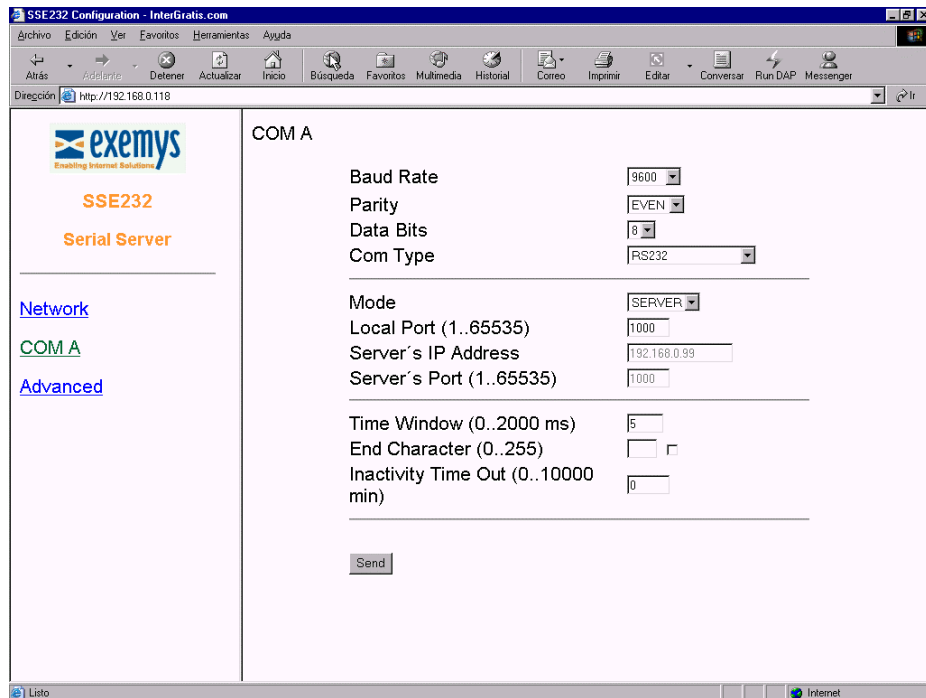 SSE232 Configuration - InterGratis.com
Archivo Edición Ver Favoritos Herramientas Ayuda
Atrás Adelante Detener Actualizar Inicio Búsqueda Favoritos Multimedia Historial Correo Imprimir Editar Conversar Run DAP Messenger
Dirección http://192.168.0.118 Ir
exemys
Enabling Internet Solutions
SSE232
Serial Server
Network
COM A
Advanced
COM A
Baud Rate 9600
Parity EVEN
Data Bits 8
Com Type RS232
Mode SERVER
Local Port (1..65535) 1000
Server´s IP Address 192.168.0.99
Server´s Port (1..65535) 1000
Time Window (0..2000 ms) 5
End Character (0..255)
Inactivity Time Out (0..10000
min) 0
Send
Listo Internet